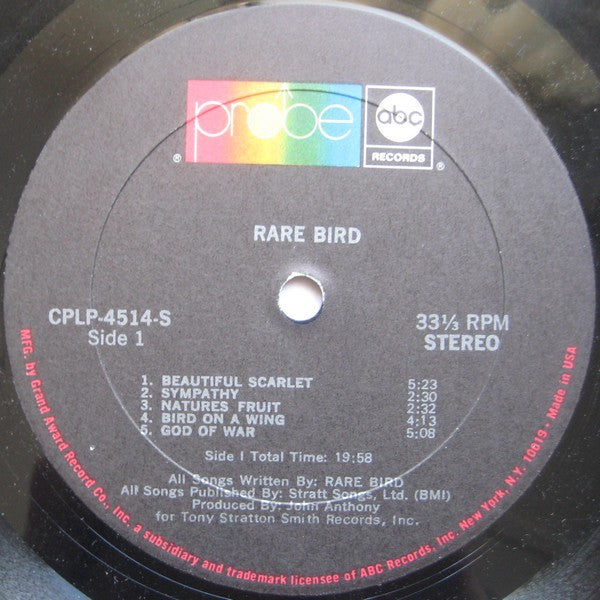 probe
abc
RECORDS
®
®
RARE BIRD
CPLP-4514-S
Side 1
33⅓ RPM
STEREO
1. BEAUTIFUL SCARLET 5:23
2. SYMPATHY 2:30
3. NATURES FRUIT 2:32
4. BIRD ON A WING 4:13
5. GOD OF WAR 5:08
Side I Total Time: 19:58
All Songs Written By: RARE BIRD
All Songs Published By: Stratt Songs, Ltd. (BMI)
Produced By: John Anthony
for Tony Stratton Smith Records, Inc.
MFG. by Grand Award Record Co., Inc. a subsidiary and trademark licensee of ABC Records, Inc. New York, N.Y. 10019 • Made in USA